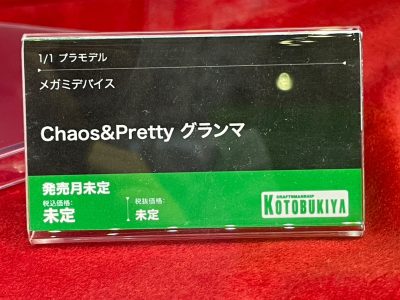 1/1 プラモデル
メガミデバイス
Chaos&Pretty グランマ
発売月未定
税込価格: 税抜価格:
未定 未定
CRAFTSMANSHIP
KOTOBUKIYA